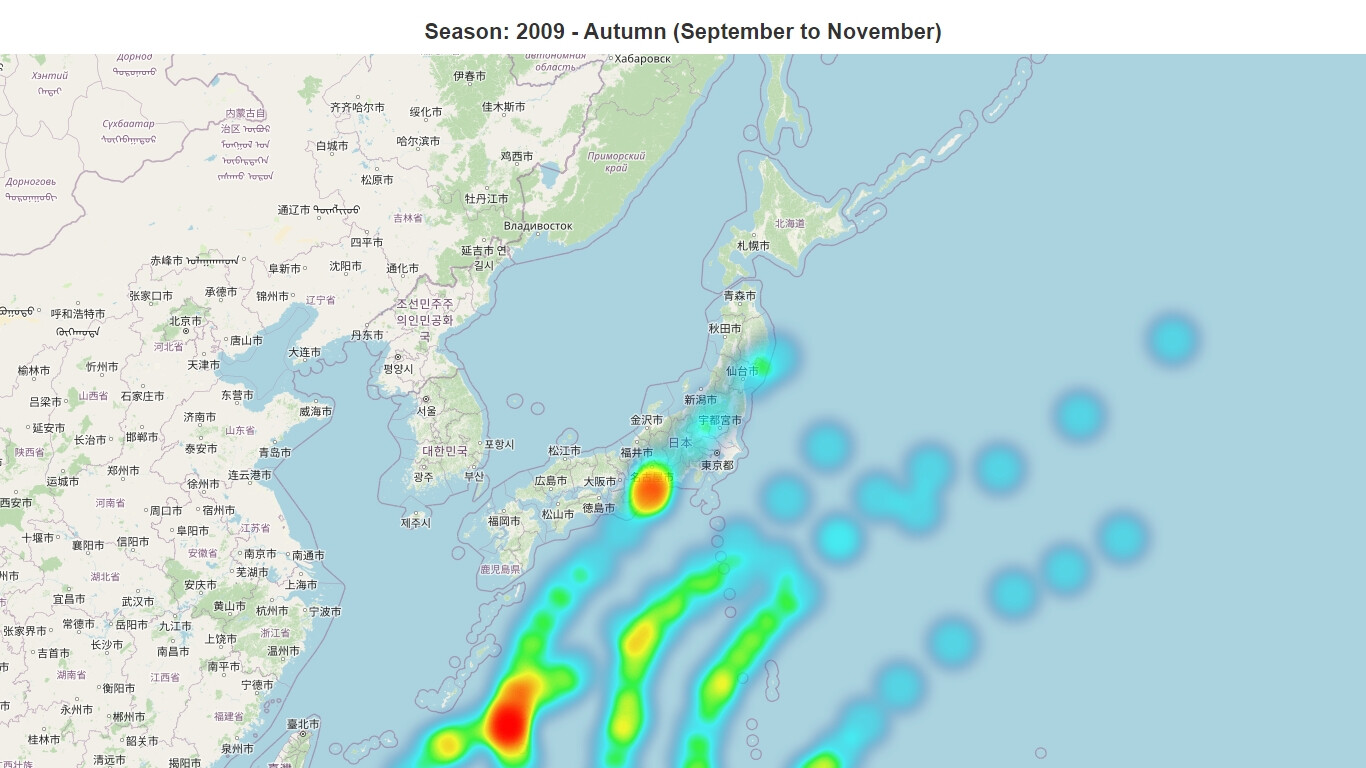 Season: 2009 - Autumn (September to November)
Дорнод
автономная
область
Хабаровск
Хэнтий
伊春市
齐齐哈尔市
绥化市
佳木斯市
内蒙古自
治区
Сүхбаатар
白城市
哈尔滨市
鸡西市
Приморский
край
Дорноговь
松原市
牡丹江市
通辽市
吉林省
Владивосток
北海道
四平市
延吉市 연
길시
札幌市
赤峰市
阜新市
沈阳市
通化市
张家口市
承德市
锦州市
辽宁省
조선민주주
의인민공화
국
青森市
呼和浩特市
北京市
秋田市
河北省
唐山市
丹东市
大连市
天津市
榆林市
忻州市
평양시
仙台市
吕梁市
山西省
石家庄市
东营市
威海市
서울
新潟市
延安市
长治市
邯郸市
济南市
山东省
金沢市
宇都宮市
陕西省
泰安市
青岛市
대한민국
포항시
松江市
福井市
日本
东京都
运城市
郑州市
连云港市
광주
부산
広島市
大阪市
名古屋市
西安市
河南省
徐州市
周口市
宿州市
제주시
福岡市
松山市
徳島市
十堰市
襄阳市
信阳市
阜阳市
江苏省
安徽省
南京市
南通市
州市
湖北省
芜湖市
鹿児島県
宜昌市
武汉市
安庆市
上海市
黄山市
杭州市
宁波市
张家界市
常德市
岳阳市
九江市
浙江省
吉首市
长沙市
南昌市
上饶市
温州市
湖南省
江西省
南平市
衡阳市
宁德市
永州市
郴州市
福建省
臺北市
桂林市
韶关市
泉州市
清远市
揭阳市